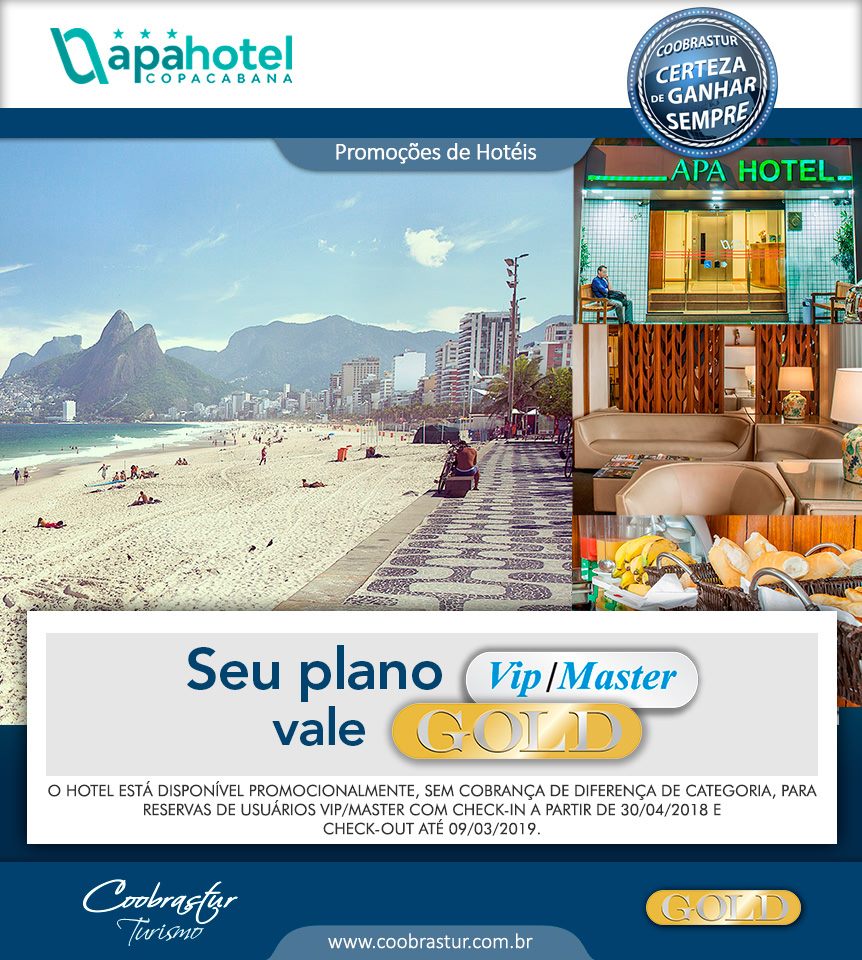 apahotel
COPACABANA
COOBRASTUR
CERTEZA
DE GANHAR
SEMPRE
Promoções de Hotéis
APA HOTEL
Seu plano Vip/Master
vale GOLD
O HOTEL ESTÁ DISPONÍVEL PROMOCIONALMENTE, SEM COBRANÇA DE DIFERENÇA DE CATEGORIA, PARA
RESERVAS DE USUÁRIOS VIP/MASTER COM CHECK-IN A PARTIR DE 30/04/2018 E
CHECK-OUT ATÉ 09/03/2019.
Coobrastur
Turismo
GOLD
www.coobrastur.com.br